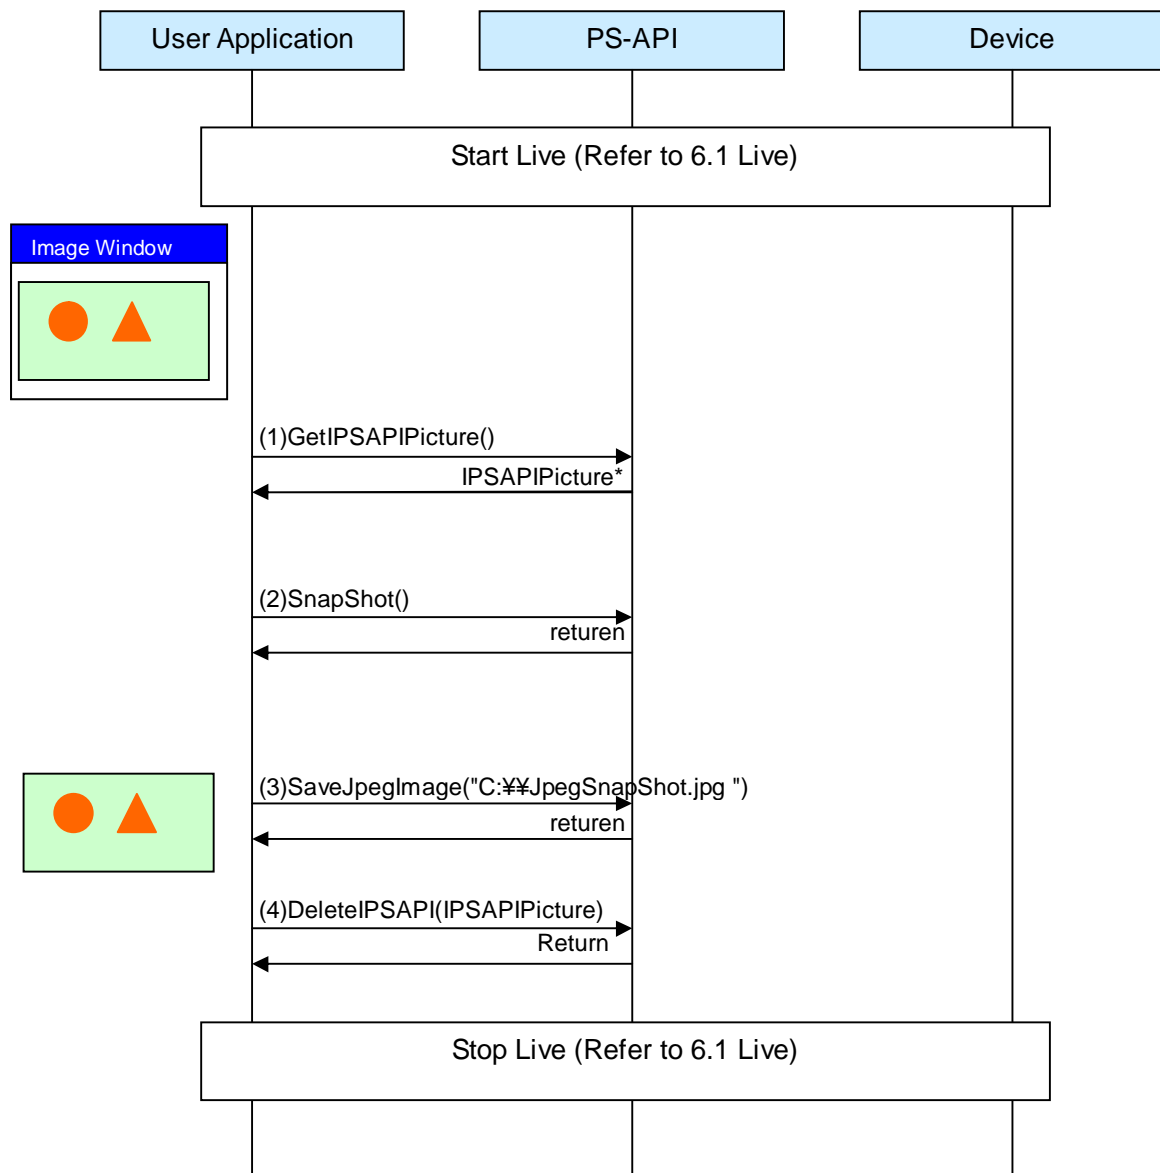 User Application
PS-API
Device
Start Live (Refer to 6.1 Live)
Image Window
(1)GetIPSAPIPicture()
IPSAPIPicture*
(2)SnapShot()
returen
(3)SaveJpegImage("C:¥¥JpegSnapShot.jpg ")
returen
(4)DeleteIPSAPI(IPSAPIPicture)
Return
Stop Live (Refer to 6.1 Live)